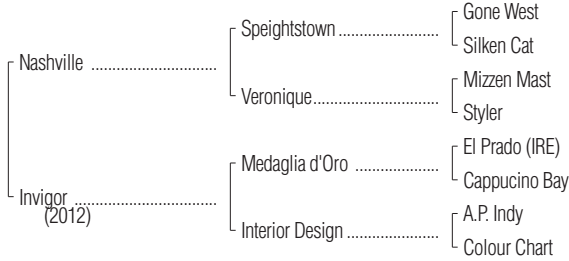 Gone West
Speightstown
Silken Cat
Nashville
Mizzen Mast
Veronique
Styler
El Prado (IRE)
Medaglia d'Oro
Cappucino Bay
Invigor
(2012)
A.P. Indy
Interior Design
Colour Chart